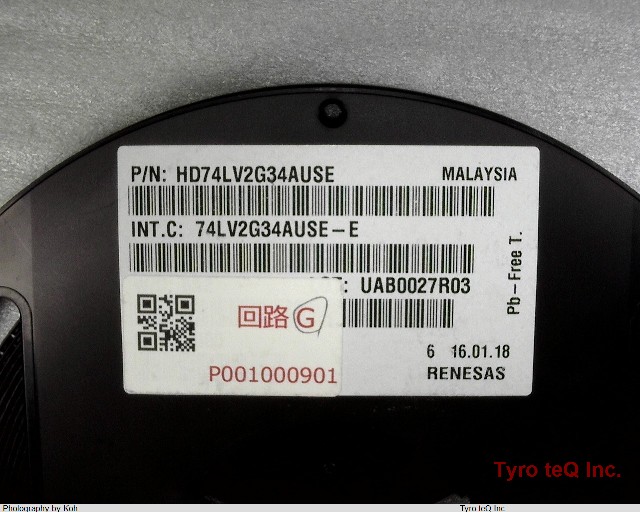 P/N: HD74LV2G34AUSE
MALAYSIA
INT.C: 74LV2G34AUSE-E
UAB0027R03
Pb-Free T.
回路G
P001000901
6 16.01.18
RENESAS
Tyro teQ Inc.
Photography by Koh
Tyro teQ Inc